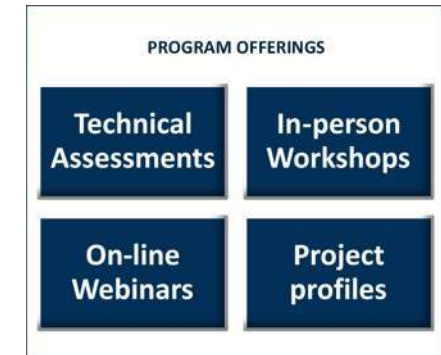 PROGRAM OFFERINGS
Technical
Assessments
In-person
Workshops
On-line
Webinars
Project
profiles